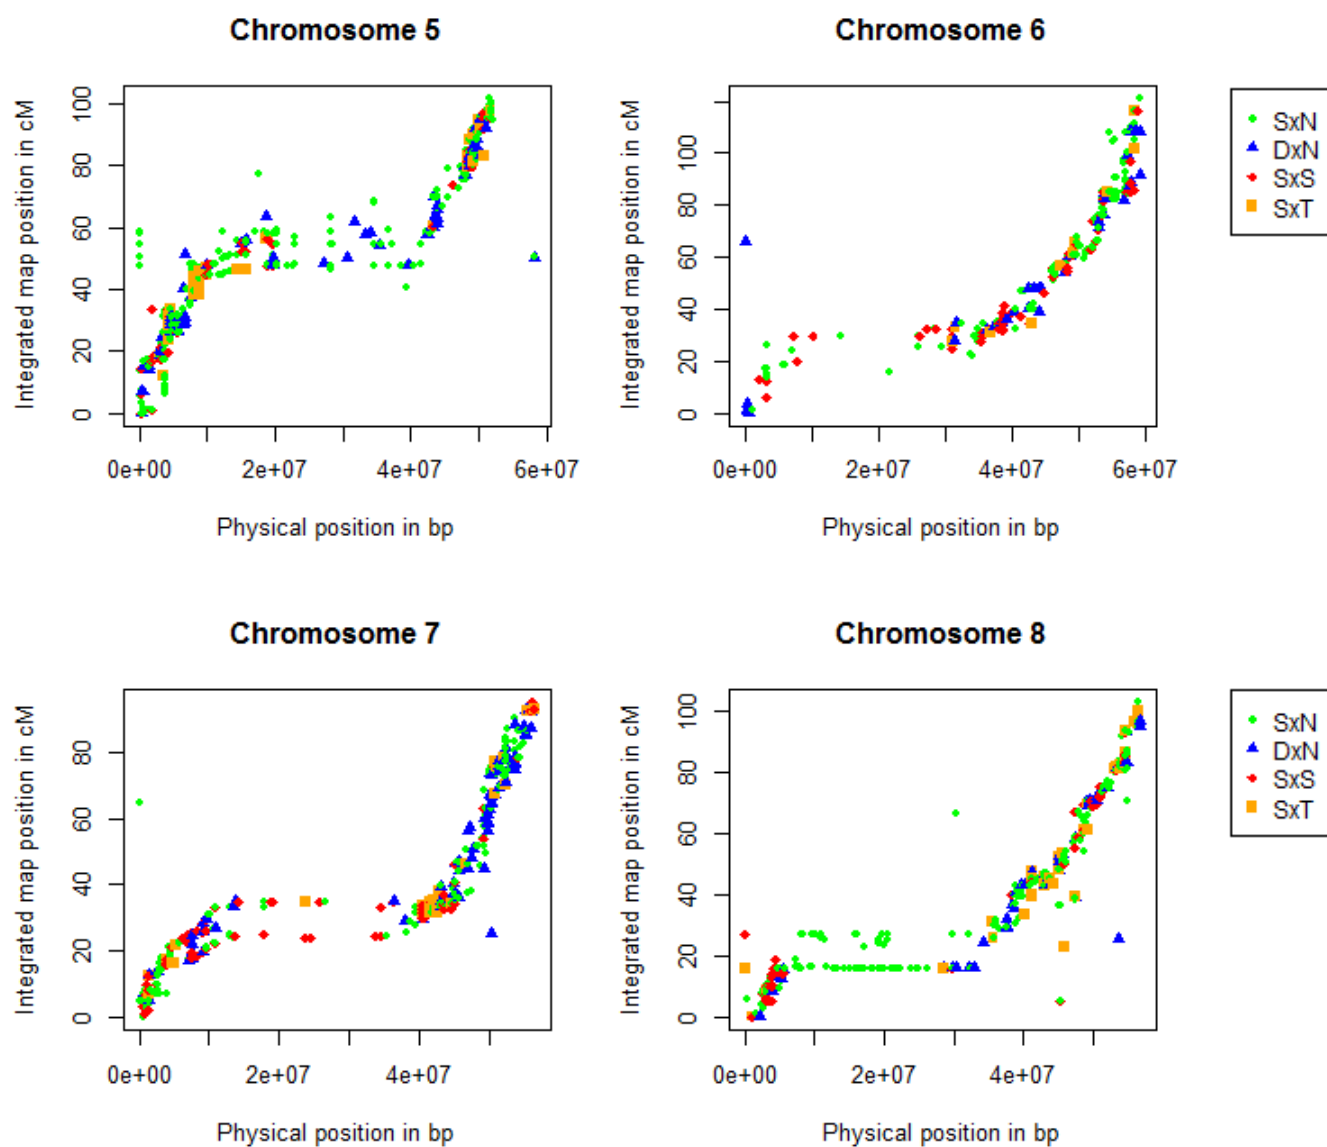 Chromosome 5
Integrated map position in cM
0 20 40 60 80 100
0e+00 2e+07 4e+07 6e+07
Physical position in bp
Chromosome 6
Integrated map position in cM
0 20 40 60 80 100
0e+00 2e+07 4e+07 6e+07
Physical position in bp
SxN
DxN
SxS
SxT
Chromosome 7
Integrated map position in cM
0 20 40 60 80
0e+00 2e+07 4e+07
Physical position in bp
Chromosome 8
Integrated map position in cM
0 20 40 60 80 100
0e+00 2e+07 4e+07
Physical position in bp
SxN
DxN
SxS
SxT